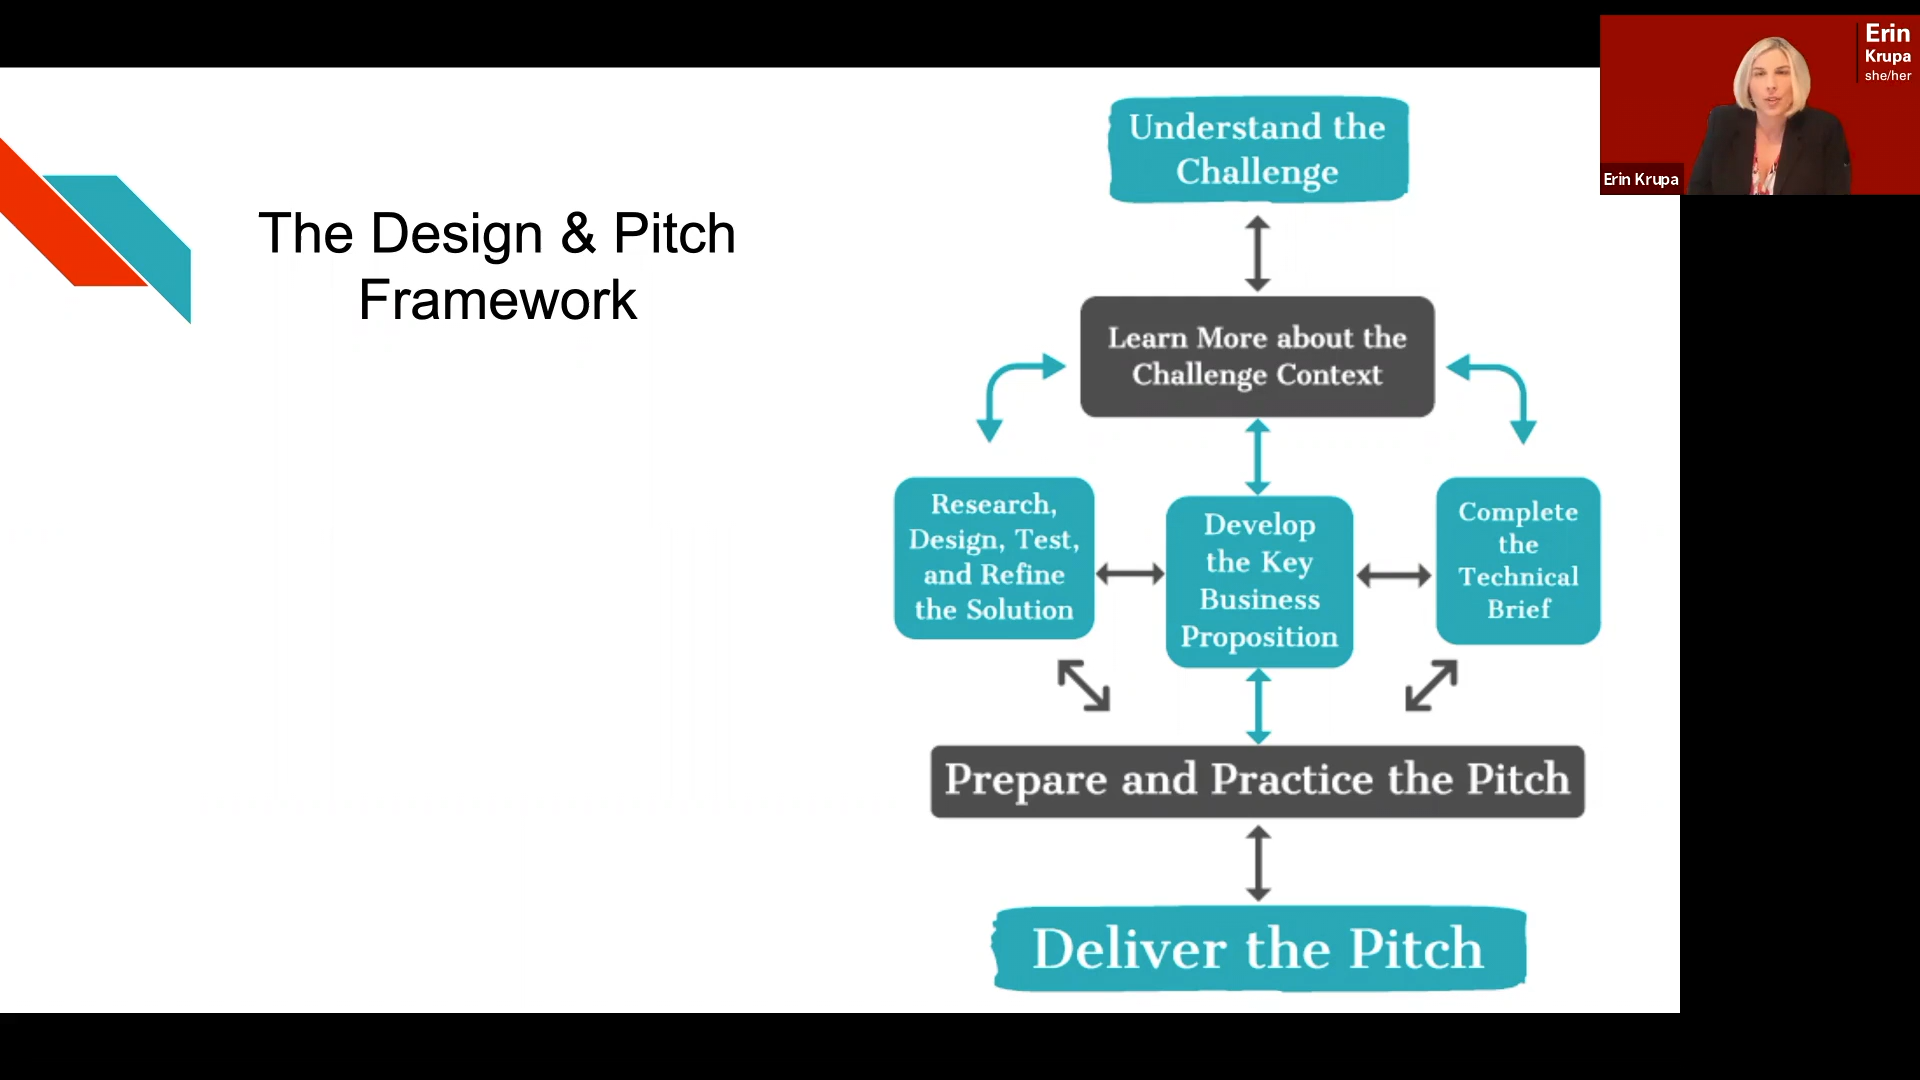 The Design & Pitch
Framework
Understand the
Challenge
Learn More about the
Challenge Context
Research,
Design, Test,
and Refine
the Solution
Develop
the Key
Business
Proposition
Complete
the
Technical
Brief
Prepare and Practice the Pitch
Deliver the Pitch
Erin
Krupa
she/her
Erin Krupa